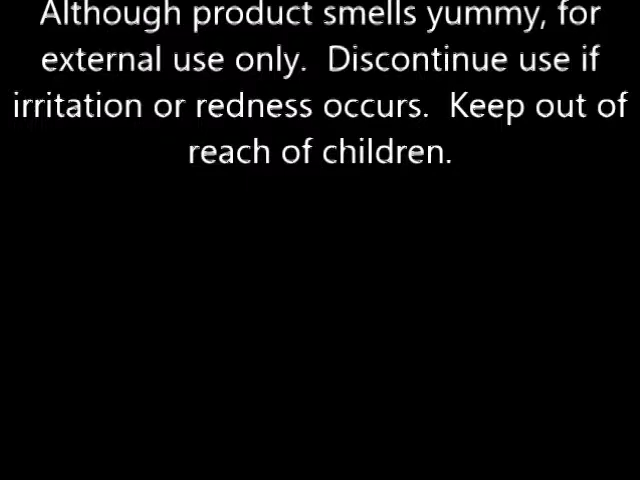 Although product smells yummy, for
external use only.  Discontinue use if
irritation or redness occurs.  Keep out of
reach of children.